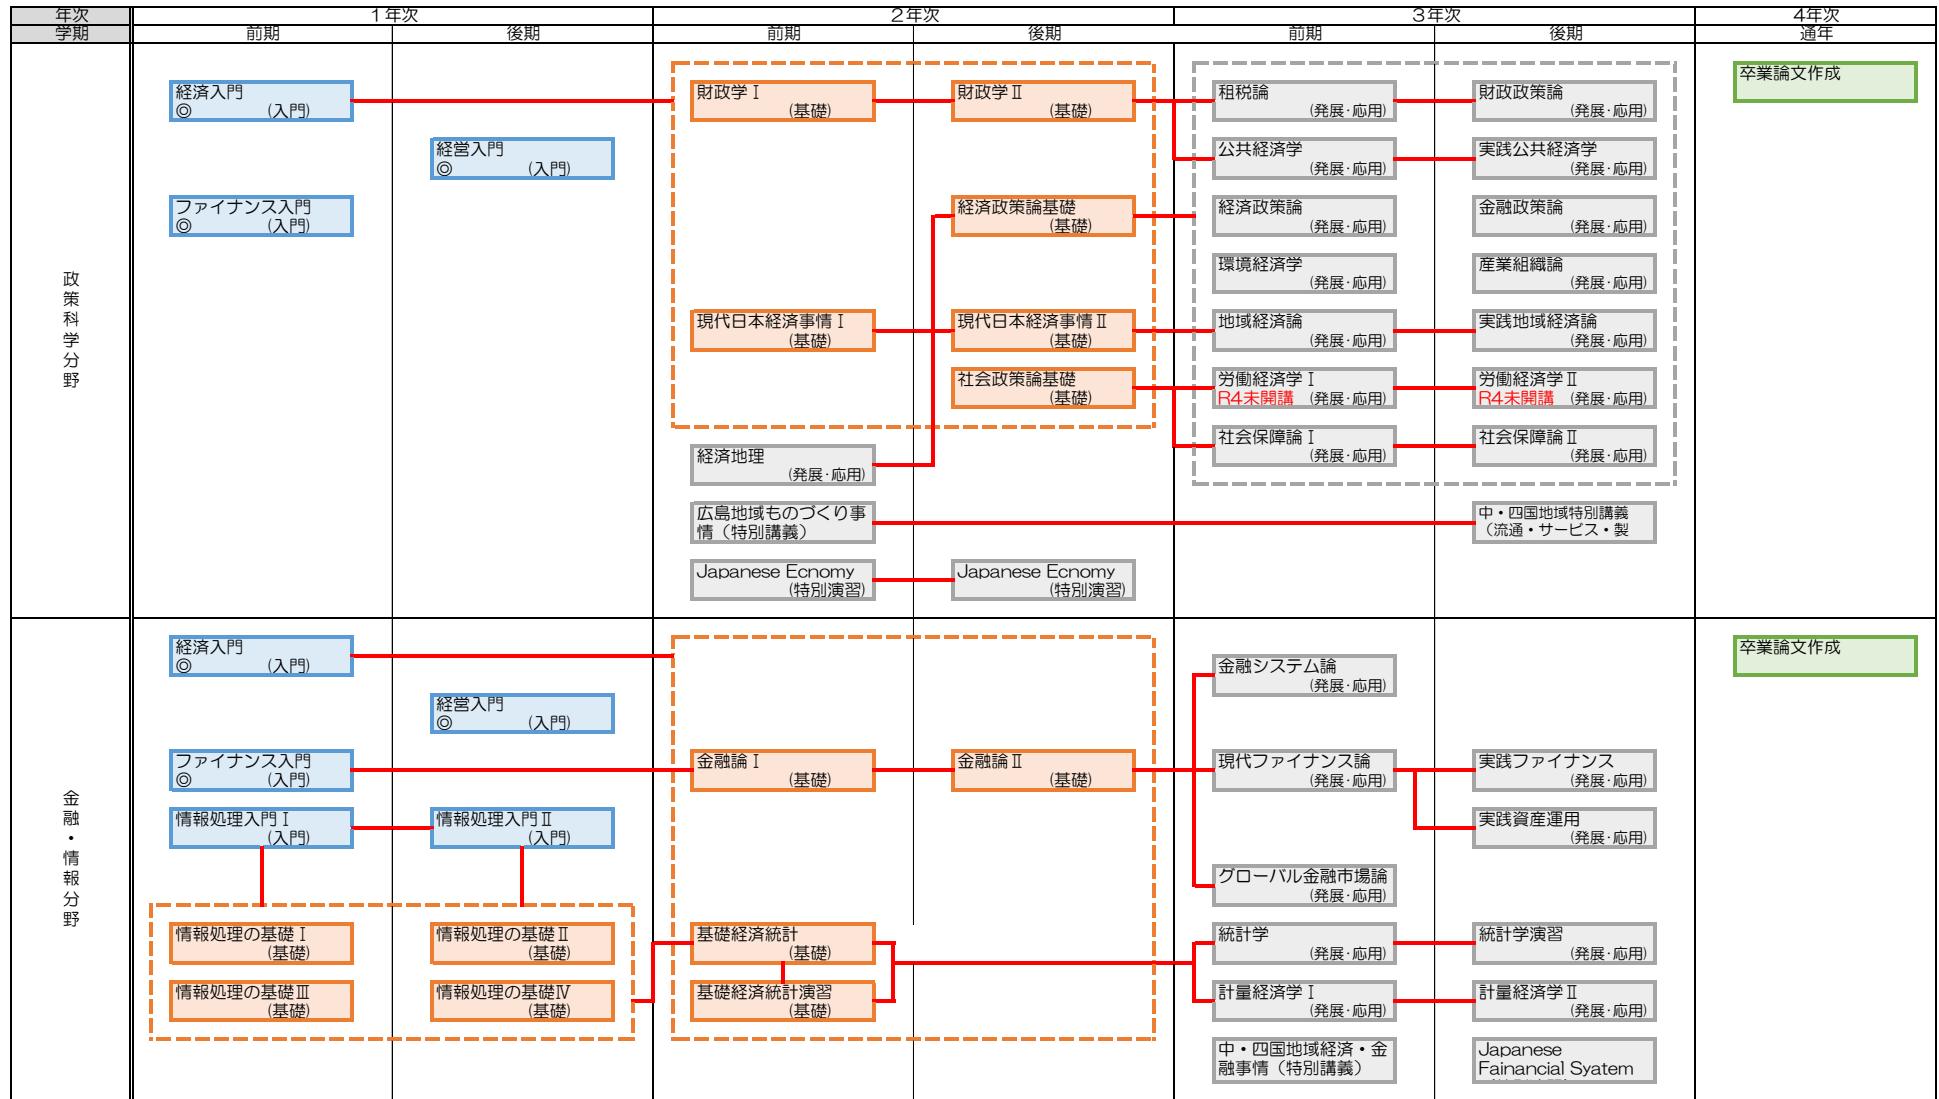 年次
1年次
2年次
3年次
4年次
学期
前期
後期
前期
後期
前期
後期
通年
政策科学分野
経済入門
◎ (入門)
財政学Ⅰ
(基礎)
財政学Ⅱ
(基礎)
租税論
(発展・応用)
財政政策論
(発展・応用)
卒業論文作成
経営入門
◎ (入門)
公共経済学
(発展・応用)
実践公共経済学
(発展・応用)
ファイナンス入門
◎ (入門)
経済政策論基礎
(基礎)
経済政策論
(発展・応用)
金融政策論
(発展・応用)
環境経済学
(発展・応用)
産業組織論
(発展・応用)
現代日本経済事情Ⅰ
(基礎)
現代日本経済事情Ⅱ
(基礎)
地域経済論
(発展・応用)
実践地域経済論
(発展・応用)
社会政策論基礎
(基礎)
労働経済学Ⅰ
R4未開講 (発展・応用)
労働経済学Ⅱ
R4未開講 (発展・応用)
経済地理
(発展・応用)
社会保障論Ⅰ
(発展・応用)
社会保障論Ⅱ
(発展・応用)
広島地域ものづくり事
情（特別講義）
中・四国地域特別講義
（流通・サービス・製
Japanese Ecnomy
(特別演習)
Japanese Ecnomy
(特別演習)
金融・情報分野
経済入門
◎ (入門)
金融システム論
(発展・応用)
卒業論文作成
経営入門
◎ (入門)
ファイナンス入門
◎ (入門)
金融論Ⅰ
(基礎)
金融論Ⅱ
(基礎)
現代ファイナンス論
(発展・応用)
実践ファイナンス
(発展・応用)
情報処理入門Ⅰ
(入門)
情報処理入門Ⅱ
(入門)
実践資産運用
(発展・応用)
グローバル金融市場論
(発展・応用)
情報処理の基礎Ⅰ
(基礎)
情報処理の基礎Ⅱ
(基礎)
基礎経済統計
(基礎)
統計学
(発展・応用)
統計学演習
(発展・応用)
情報処理の基礎Ⅲ
(基礎)
情報処理の基礎Ⅳ
(基礎)
基礎経済統計演習
(基礎)
計量経済学Ⅰ
(発展・応用)
計量経済学Ⅱ
(発展・応用)
中・四国地域経済・金
融事情（特別講義）
Japanese
Fainancial Syatem